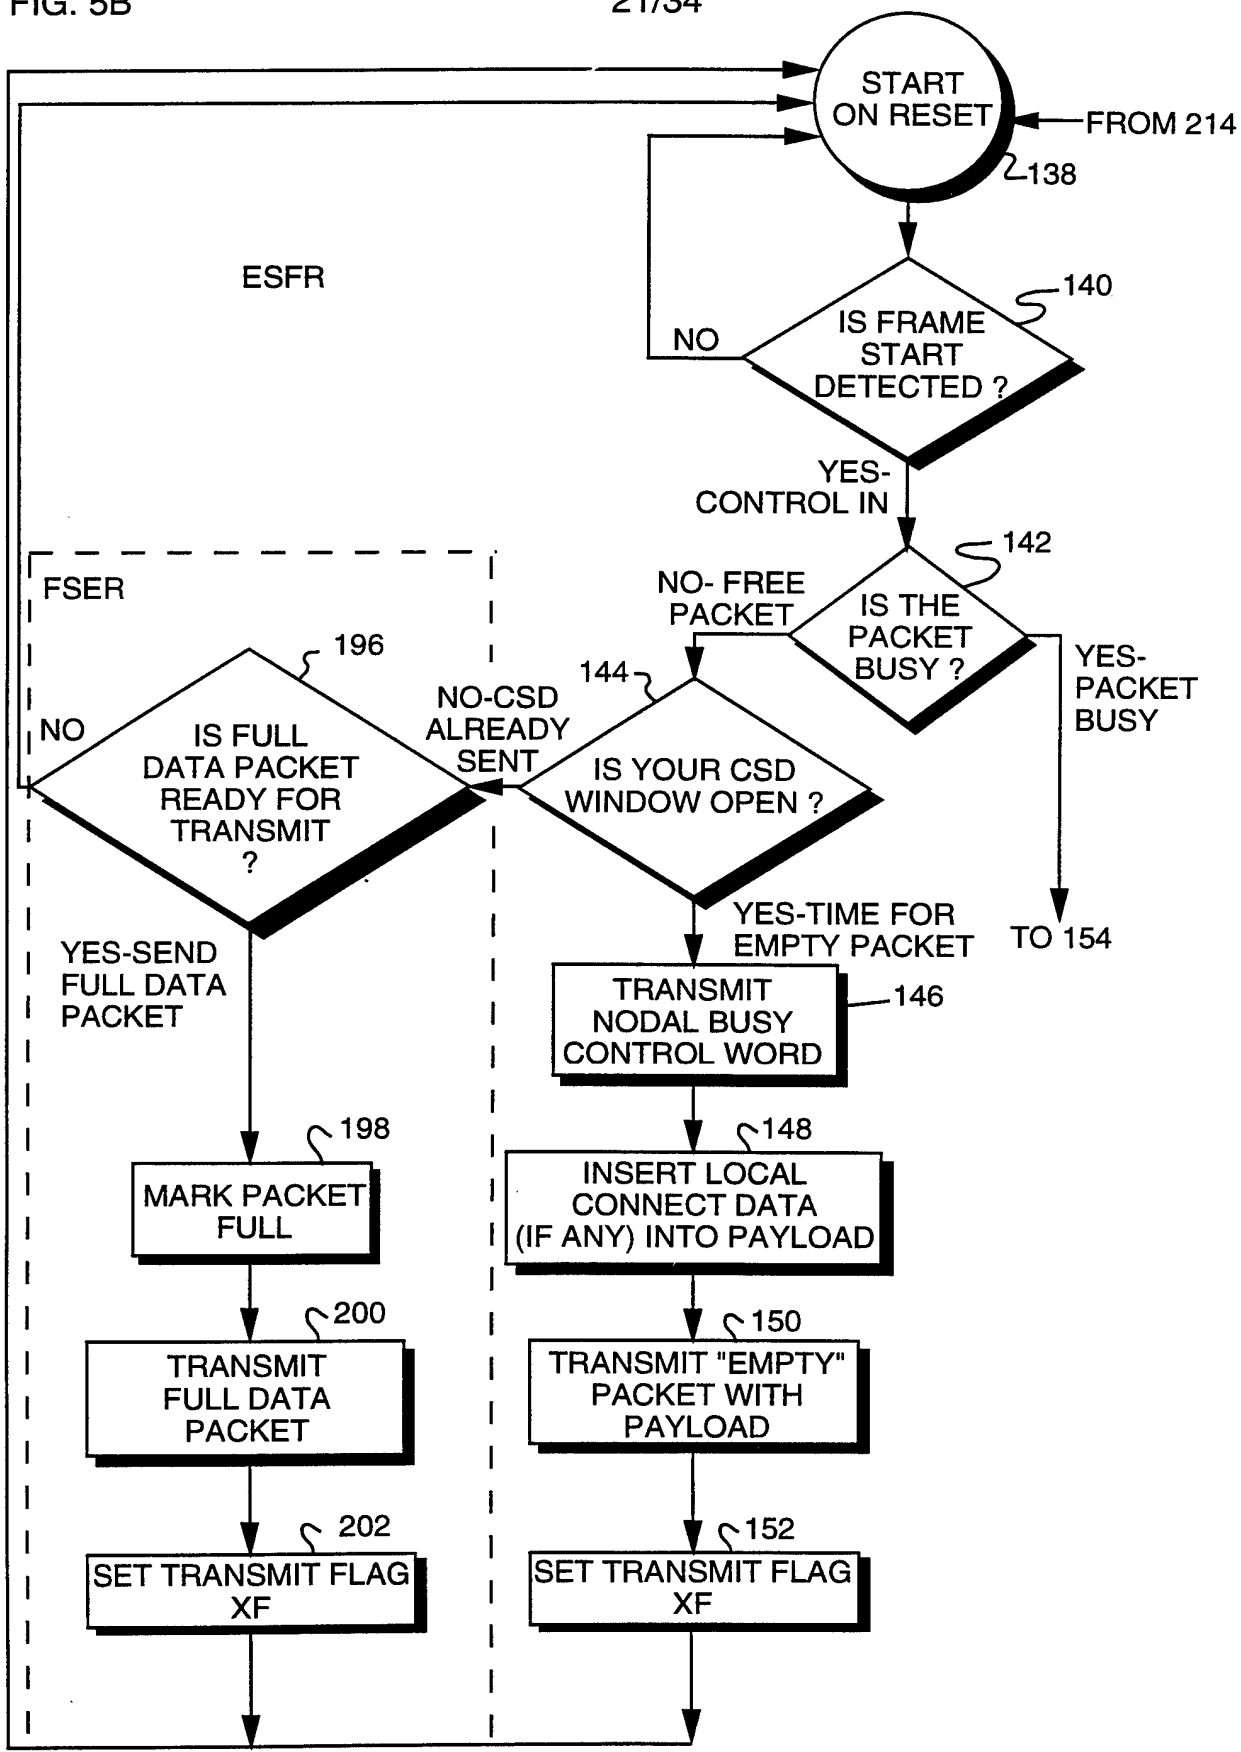 FIG. 5B
21/34
START
ON RESET
FROM 214
138
ESFR
140
IS FRAME
START
DETECTED ?
NO
YES-
CONTROL IN
142
NO- FREE
PACKET
IS THE
PACKET
BUSY ?
YES-
PACKET
BUSY
TO 154
FSER
196
NO
IS FULL
DATA PACKET
READY FOR
TRANSMIT
?
NO-CSD
ALREADY
SENT
144
IS YOUR CSD
WINDOW OPEN ?
YES-SEND
FULL DATA
PACKET
YES-TIME FOR
EMPTY PACKET
TRANSMIT
NODAL BUSY
CONTROL WORD
146
198
MARK PACKET
FULL
148
INSERT LOCAL
CONNECT DATA
(IF ANY) INTO PAYLOAD
200
TRANSMIT
FULL DATA
PACKET
150
TRANSMIT "EMPTY"
PACKET WITH
PAYLOAD
202
SET TRANSMIT FLAG
XF
152
SET TRANSMIT FLAG
XF